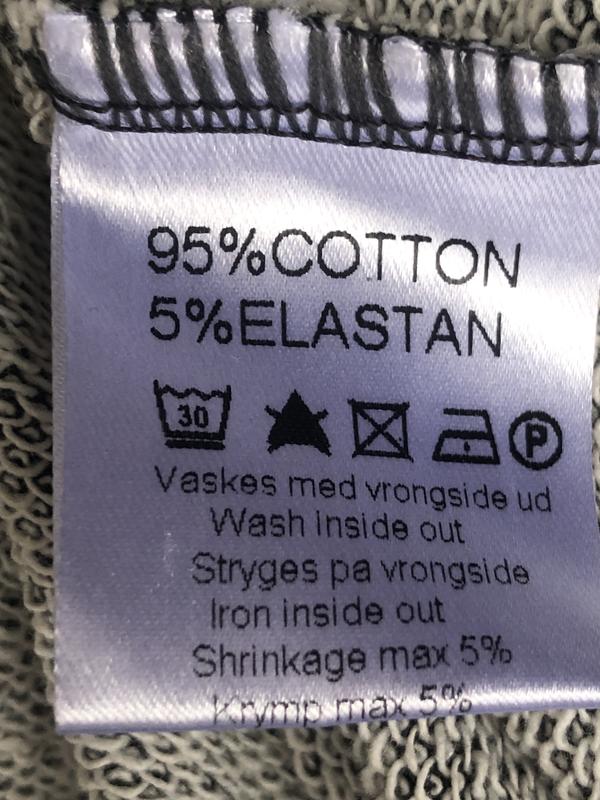 95%COTTON
5%ELASTAN
30 P
Vaskes med vrongside ud
Wash inside out
Stryges pa vrongside
Iron inside out
Shrinkage max 5%
Krymp max 5%